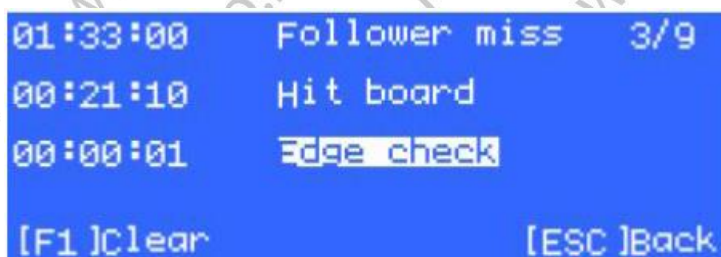 01:33:00 Follower miss 3/9
00:21:10 Hit board
00:00:01 Edge check
[F1]Clear [ESC]Back